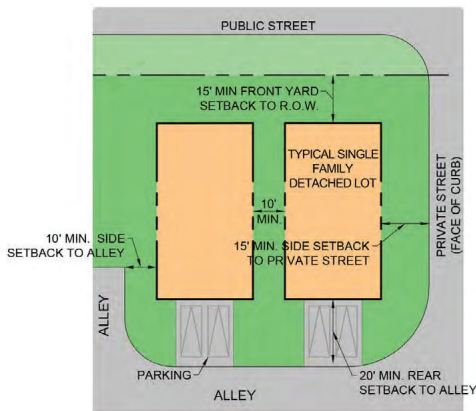 PUBLIC STREET
15' MIN FRONT YARD
SETBACK TO R.O.W.
TYPICAL SINGLE
FAMILY
DETACHED LOT
10'
MIN.
10' MIN. SIDE
SETBACK TO ALLEY
15' MIN. SIDE SETBACK
TO PRIVATE STREET
PRIVATE STREET
(FACE OF CURB)
ALLEY
PARKING
20' MIN. REAR
SETBACK TO ALLEY
ALLEY